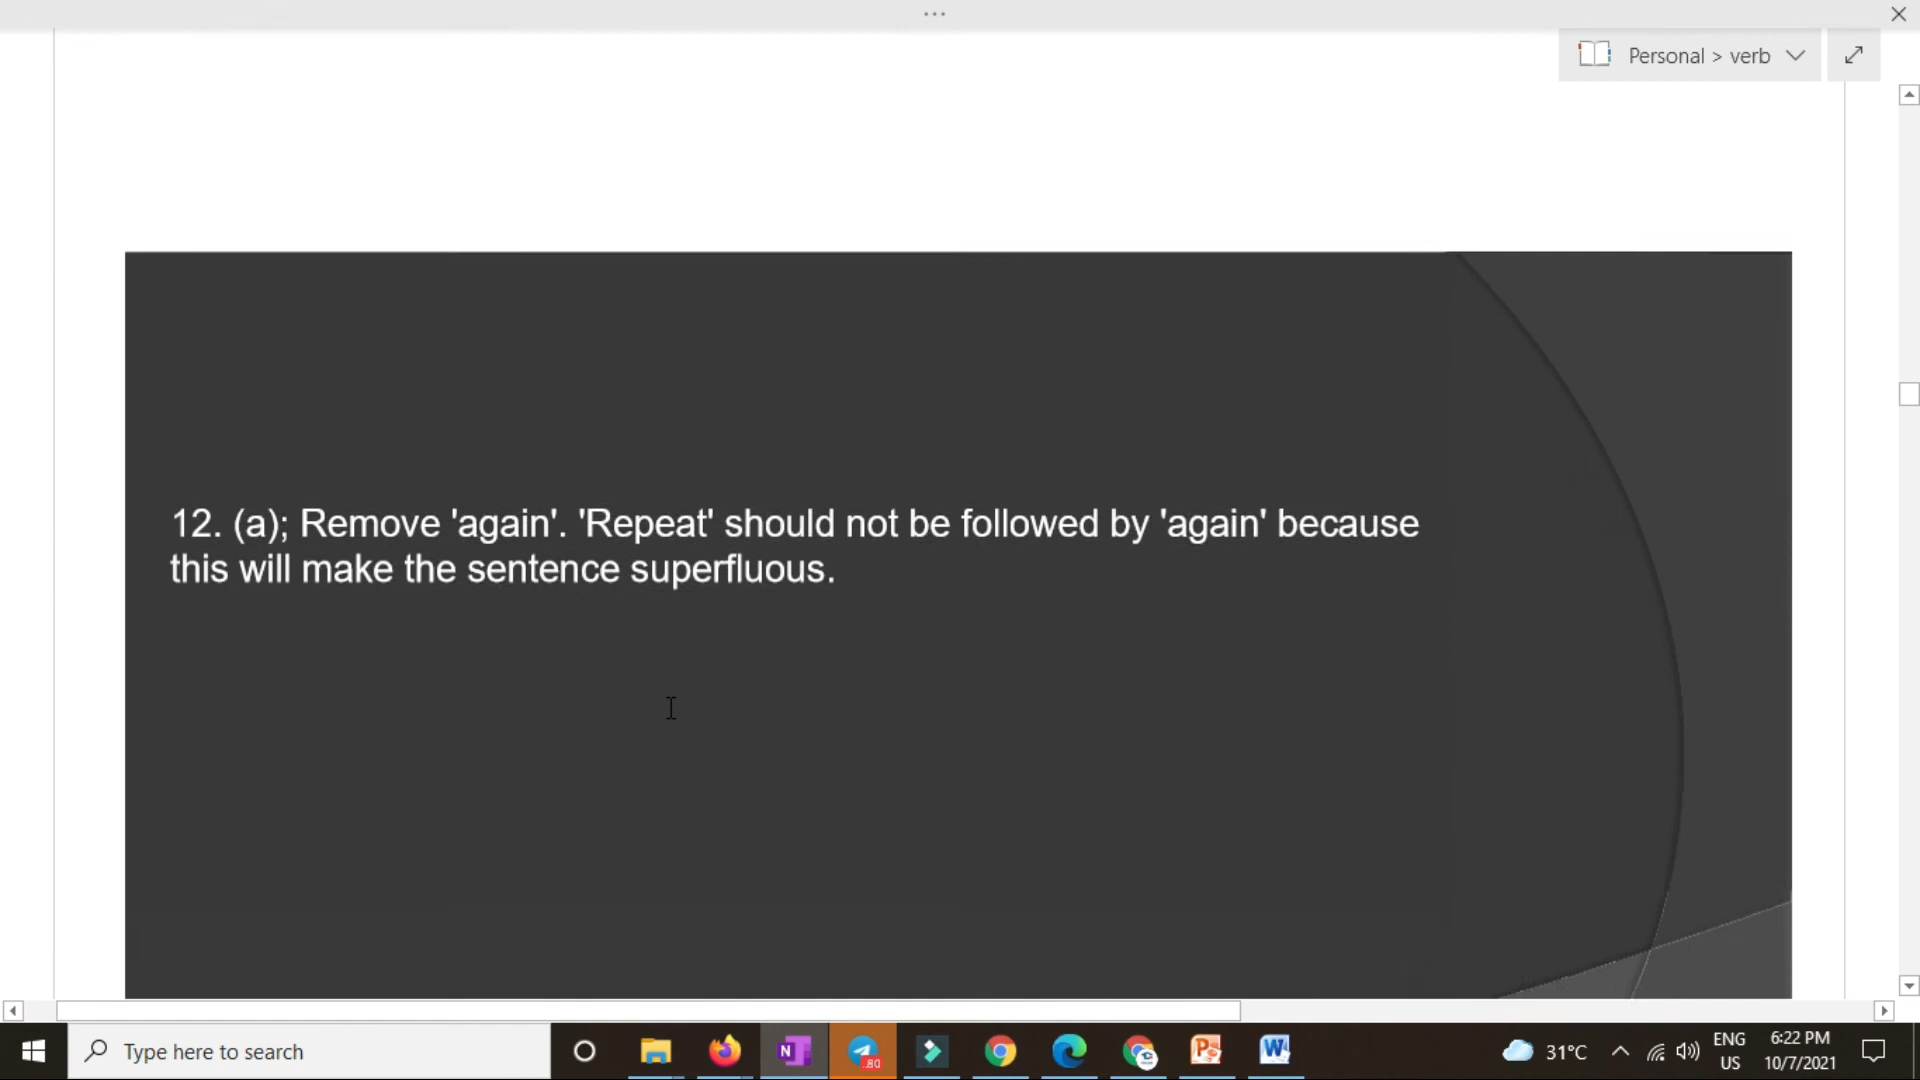 ...
Personal > verb
12. (a); Remove 'again'. 'Repeat' should not be followed by 'again' because
this will make the sentence superfluous.
Type here to search
N
80
P
W
31°C
ENG
US
6:22 PM
10/7/2021